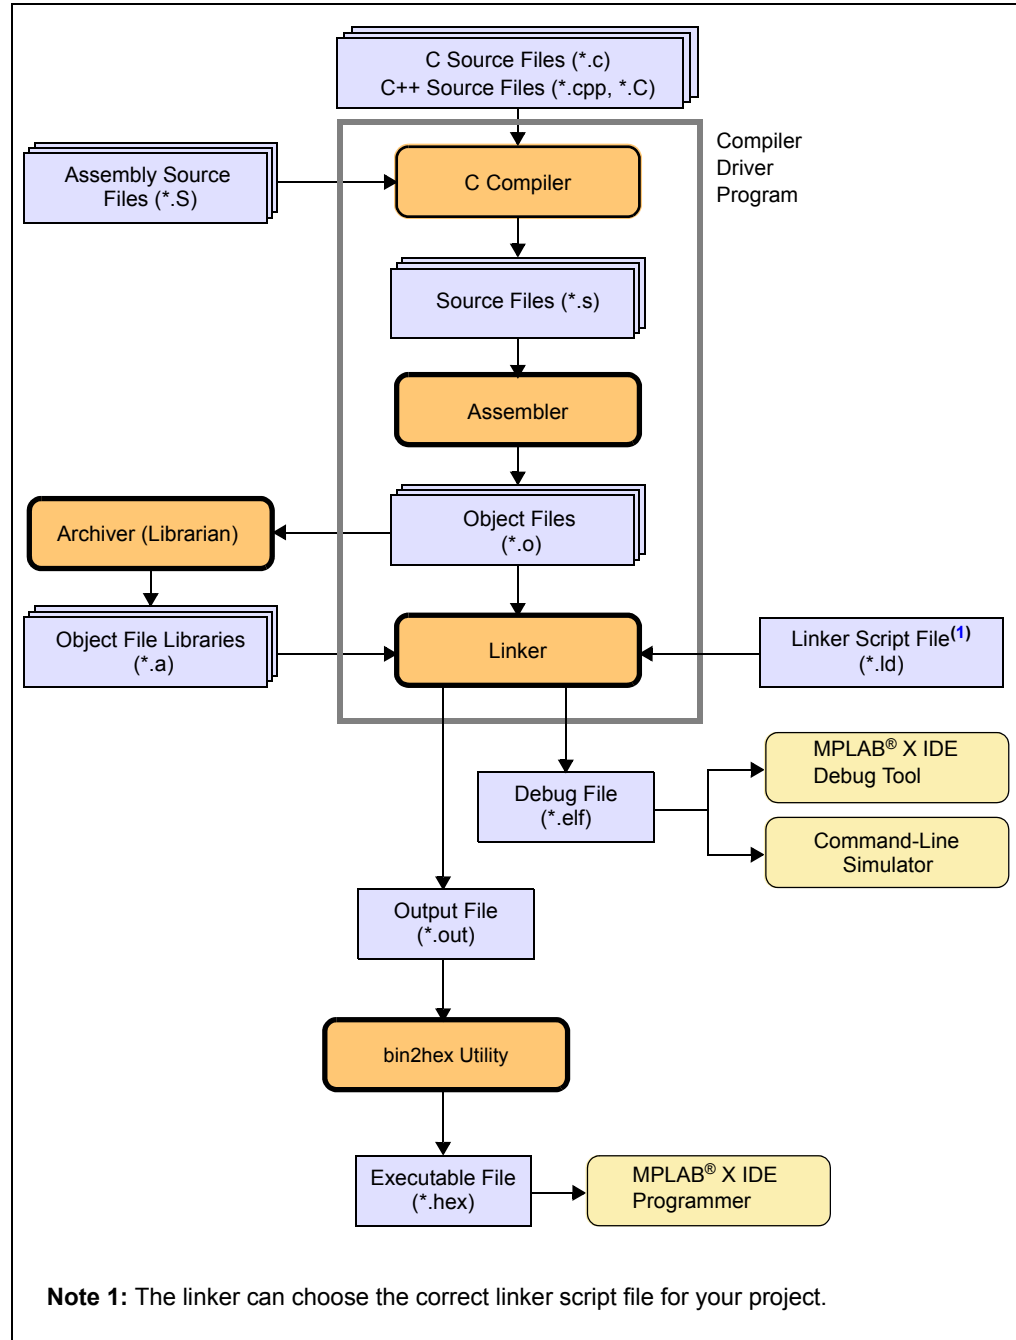 C Source Files (*.c)
C++ Source Files (*.cpp, *.C)
Compiler
Driver
Program
Assembly Source
Files (*.S)
C Compiler
Source Files (*.s)
Assembler
Object Files
(*.o)
Archiver (Librarian)
Object File Libraries
(*.a)
Linker
Linker Script File(1)
(*.ld)
MPLAB® X IDE
Debug Tool
Debug File
(*.elf)
Command-Line
Simulator
Output File
(*.out)
bin2hex Utility
Executable File
(*.hex)
MPLAB® X IDE
Programmer
Note 1: The linker can choose the correct linker script file for your project.